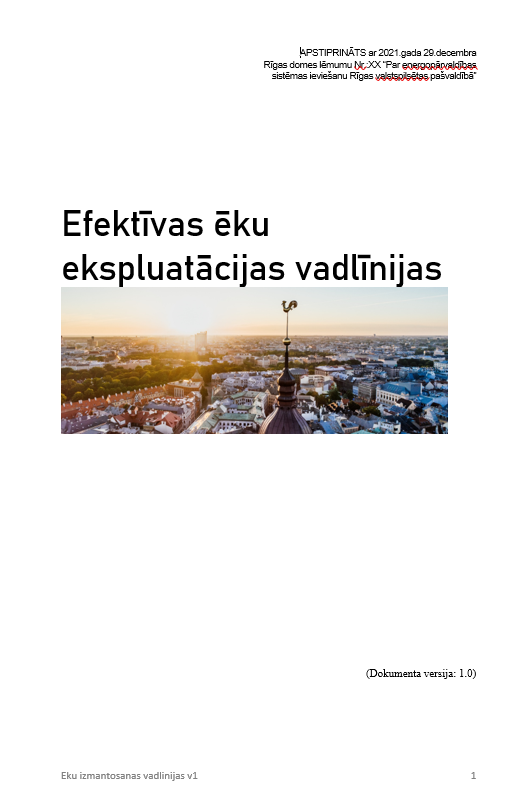 APSTIPRINĀTS ar 2021.gada 29.decembra
Rīgas domes lēmumu Nr.:XX "Par energopārvaldības
sistēmas ieviešanu Rīgas valstspilsētas pašvaldībā"
Efektīvas ēku
ekspluatācijas vadlīnijas
(Dokumenta versija: 1.0)
Eku izmantosanas vadlinijas v1 1